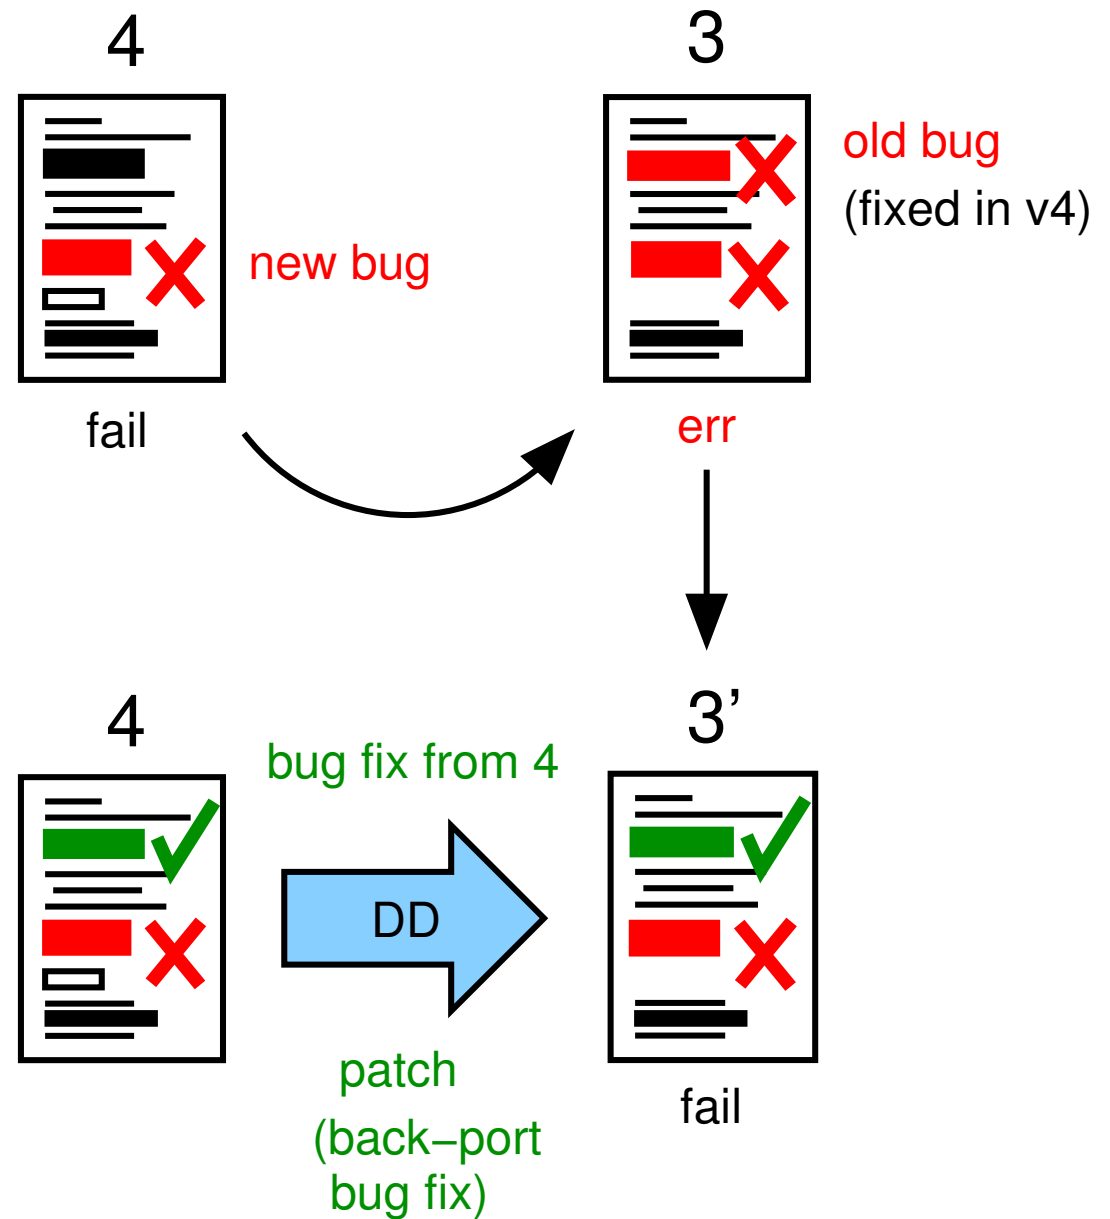 4
3
old bug
(fixed in v4)
new bug
fail
err
4
3’
bug fix from 4
DD
patch
(back−port
bug fix)
fail